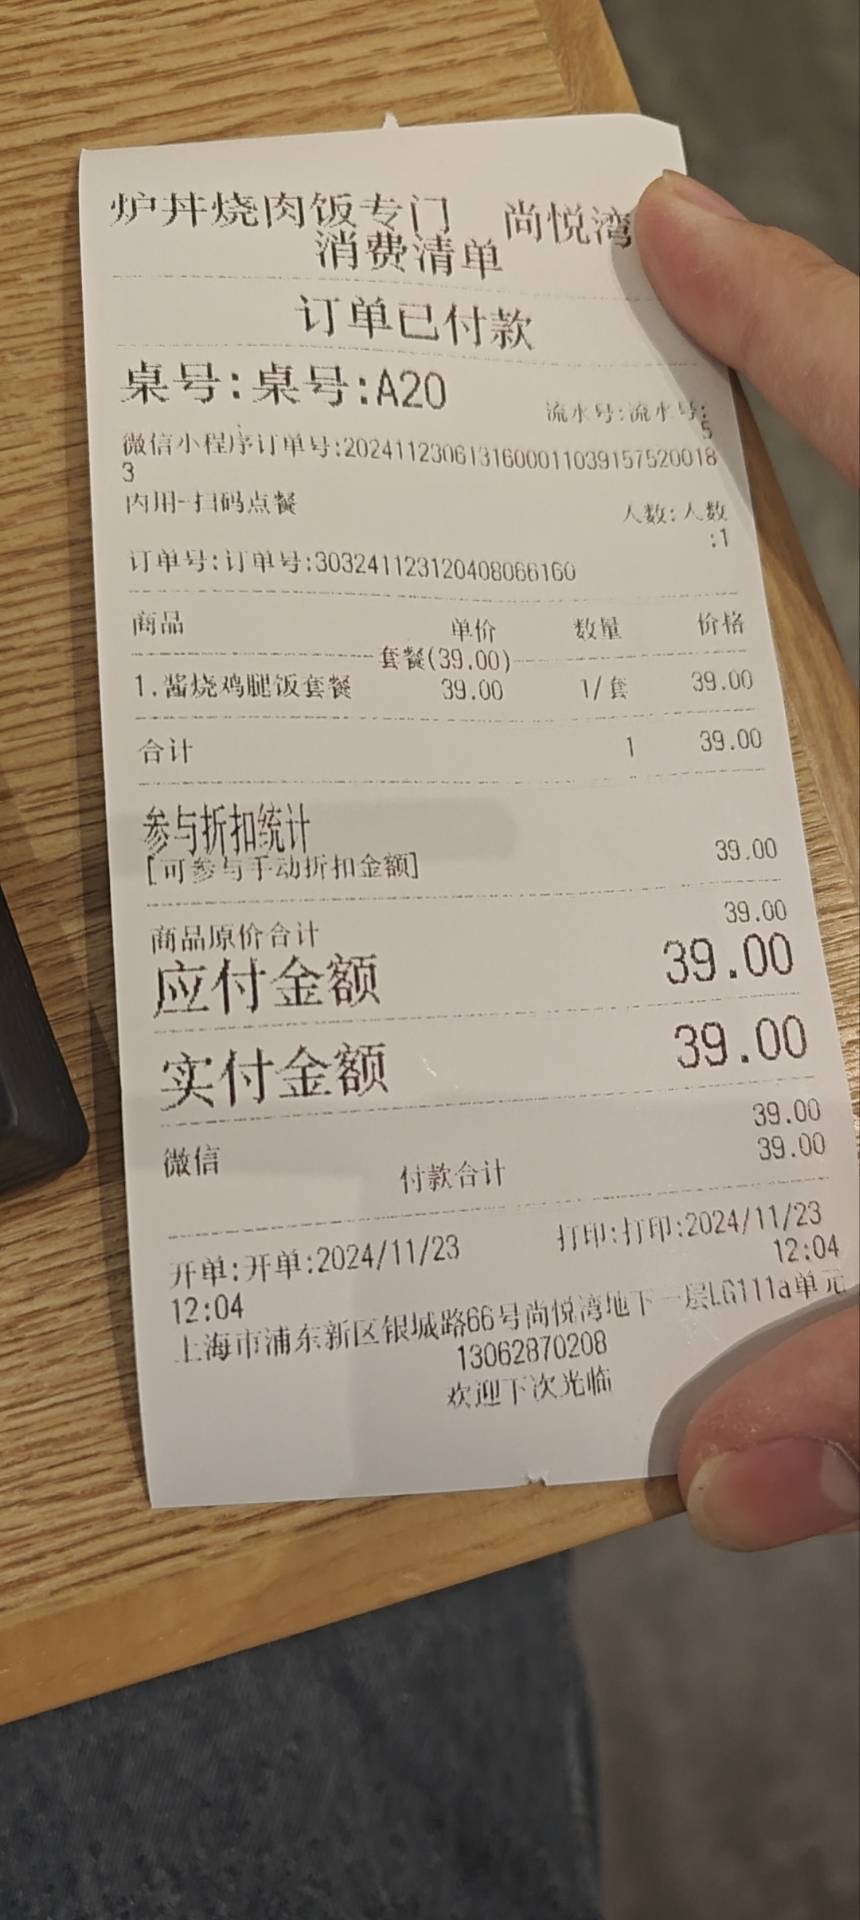 炉丼烧肉饭专门 尚悦湾
消费清单
订单已付款
桌号:桌号:A20
流水号:流水号:
5
微信小程序订单号:2024112306131600011039157520018
3
内用-扫码点餐
人数:人数
:1
订单号:订单号:303241123120408066160
商品 单价 数量 价格
套餐(39.00)
1.酱烧鸡腿饭套餐 39.00 1/套 39.00
合计 1 39.00
参与折扣统计
[可参与手动折扣金额] 39.00
商品原价合计 39.00
应付金额 39.00
实付金额 39.00
微信 39.00
付款合计 39.00
开单:开单:2024/11/23 打印:打印:2024/11/23
12:04 12:04
上海市浦东新区银城路66号尚悦湾地下一层LG111a单元
13062870208
欢迎下次光临